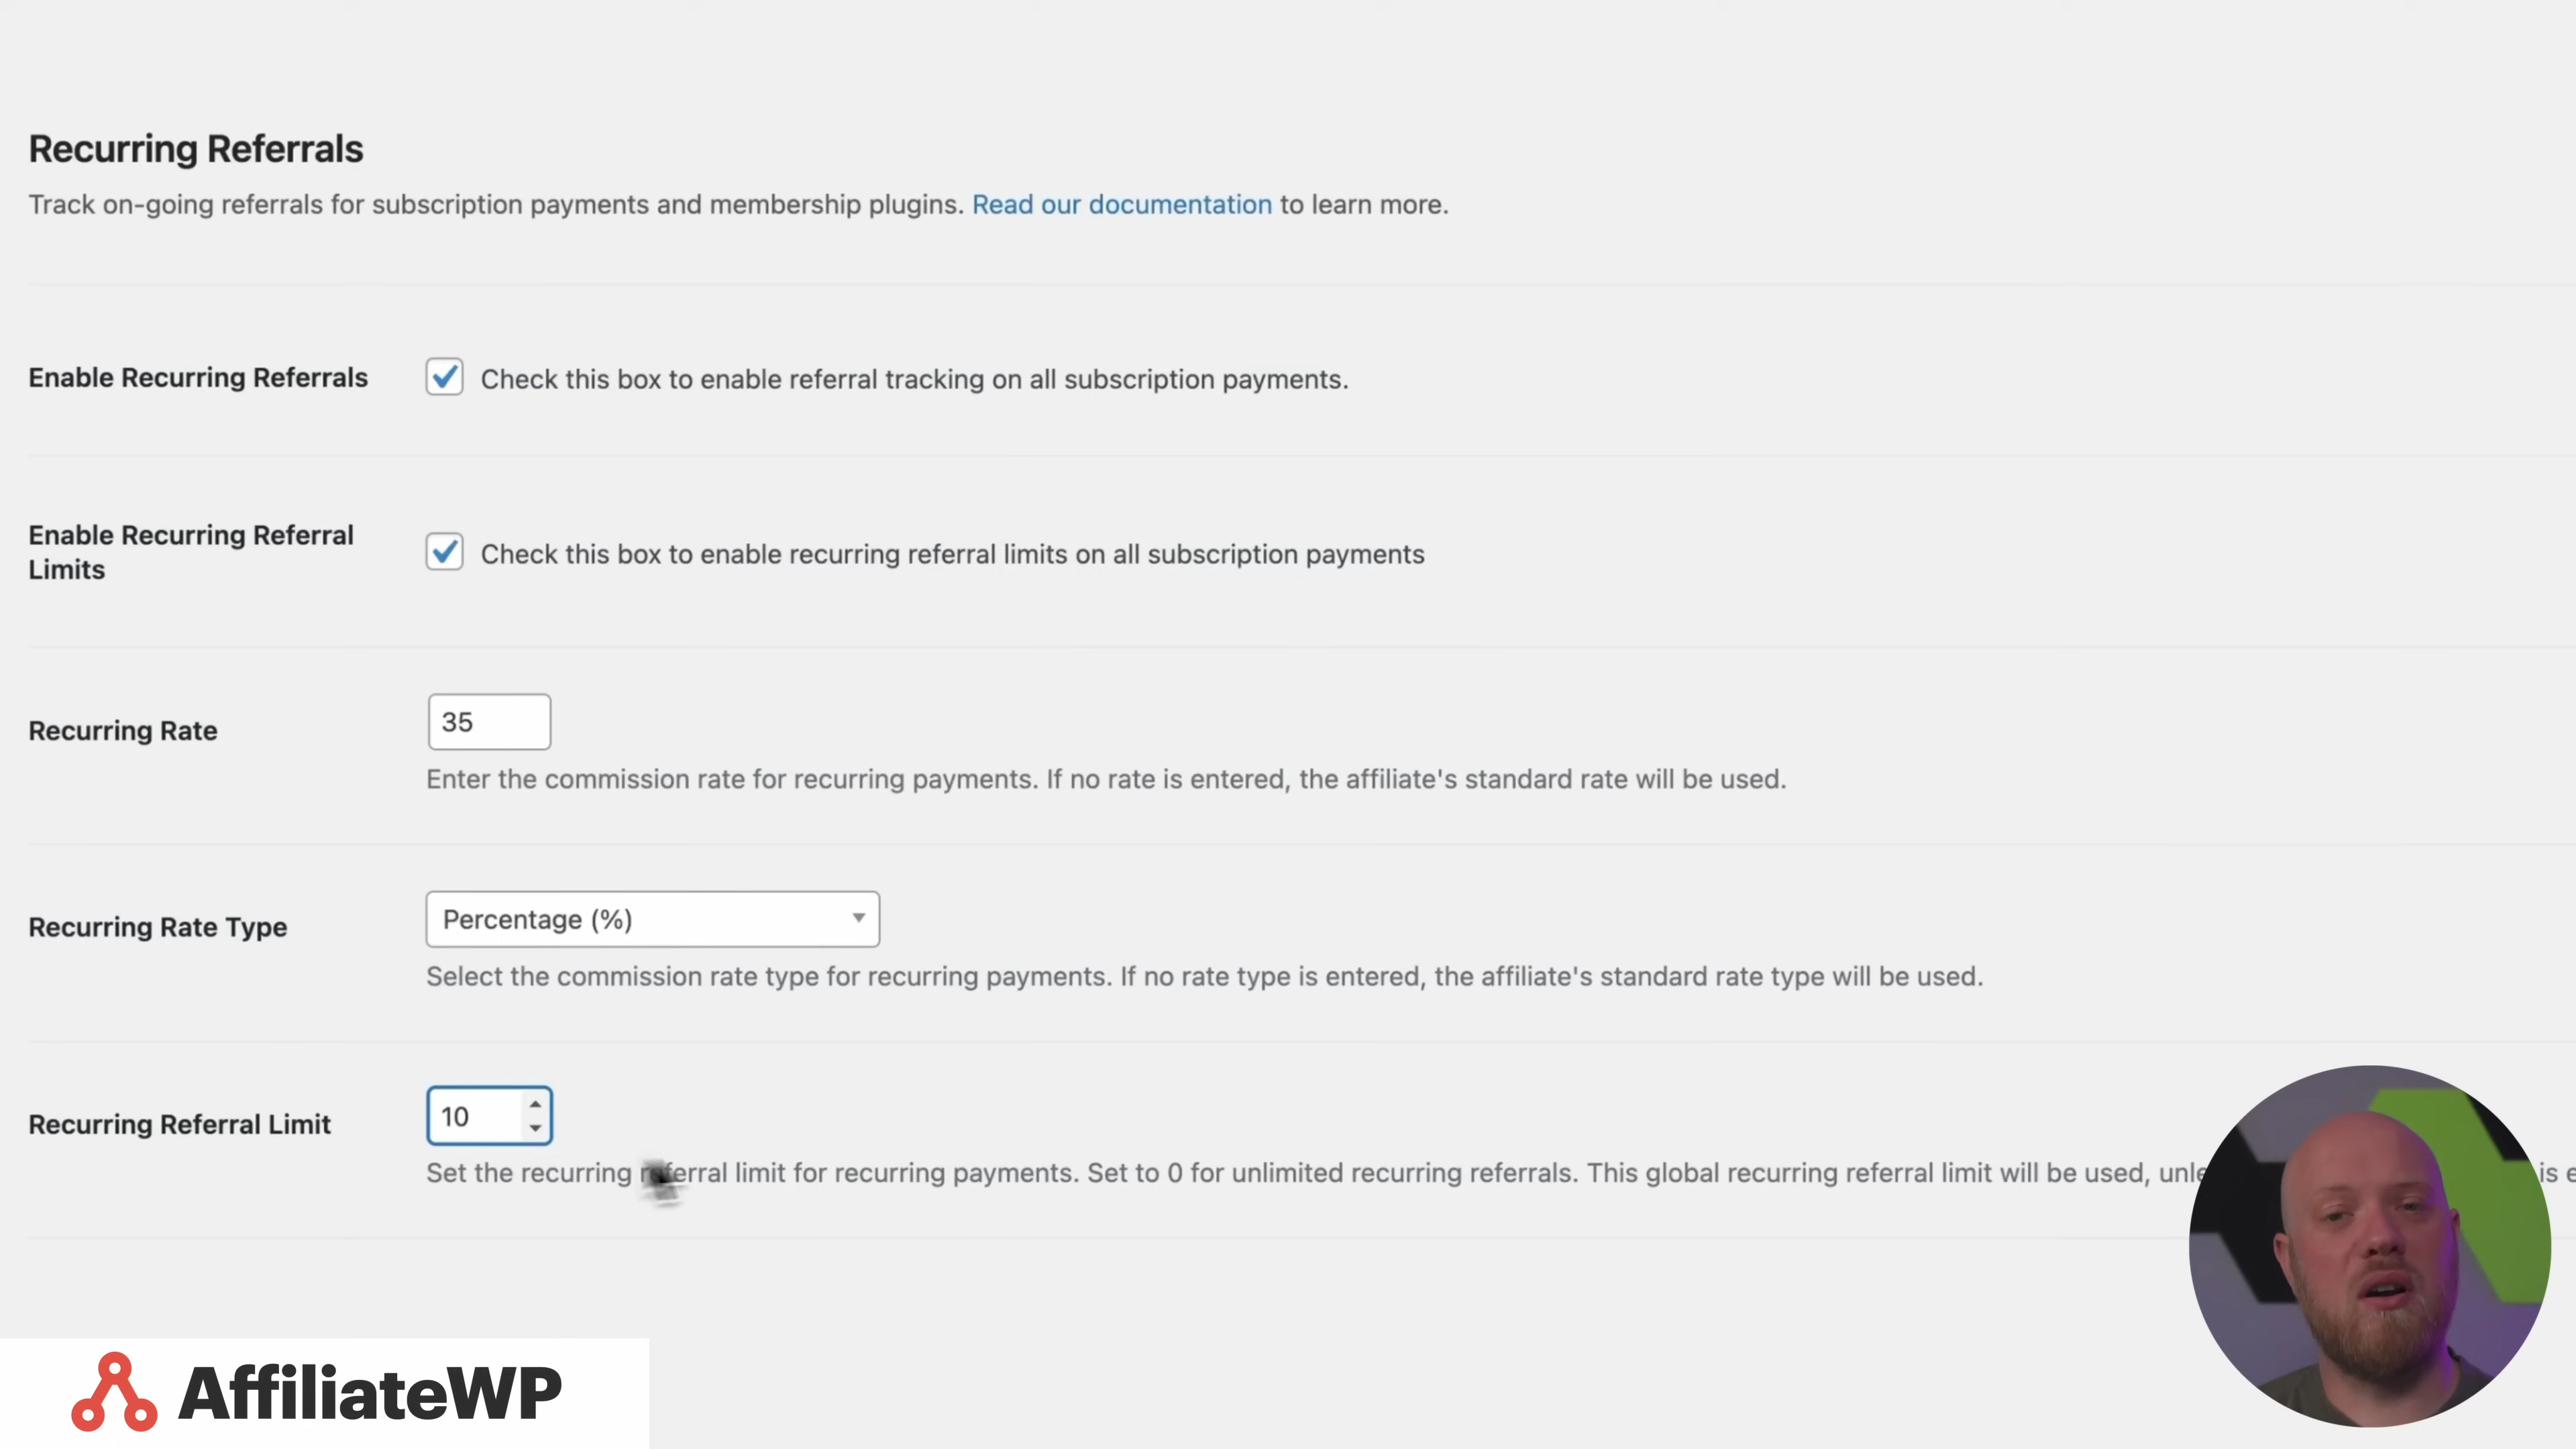 Recurring Referrals
Track on-going referrals for subscription payments and membership plugins. Read our documentation to learn more.
Enable Recurring Referrals
Check this box to enable referral tracking on all subscription payments.
Enable Recurring Referral
Limits
Check this box to enable recurring referral limits on all subscription payments
Recurring Rate
35
Enter the commission rate for recurring payments. If no rate is entered, the affiliate's standard rate will be used.
Recurring Rate Type
Percentage (%)
Select the commission rate type for recurring payments. If no rate type is entered, the affiliate's standard rate type will be used.
Recurring Referral Limit
10
Set the recurring referral limit for recurring payments. Set to 0 for unlimited recurring referrals. This global recurring referral limit will be used, is
AffiliateWP